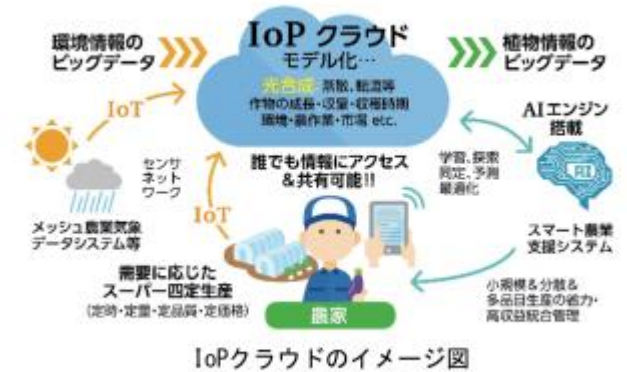 環境情報の
ビッグデータ
IoP クラウド
モデル化…
光合成、蒸散、転流等
作物の成長・収量・収穫時期
環境・農作業・市場 etc.
植物情報の
ビッグデータ
IoT
AIエンジン
搭載
センサ
ネット
ワーク
誰でも情報にアクセス
&共有可能!!
学習、探索
同定、予測
最適化
AI
IoT
メッシュ農業気象
データシステム等
スマート農業
支援システム
需要に応じた
スーパー四定生産
(定時・定量・定品質・定価格)
農家
小規模&分散&
多品目生産の省力・
高収益統合管理
IoPクラウドのイメージ図